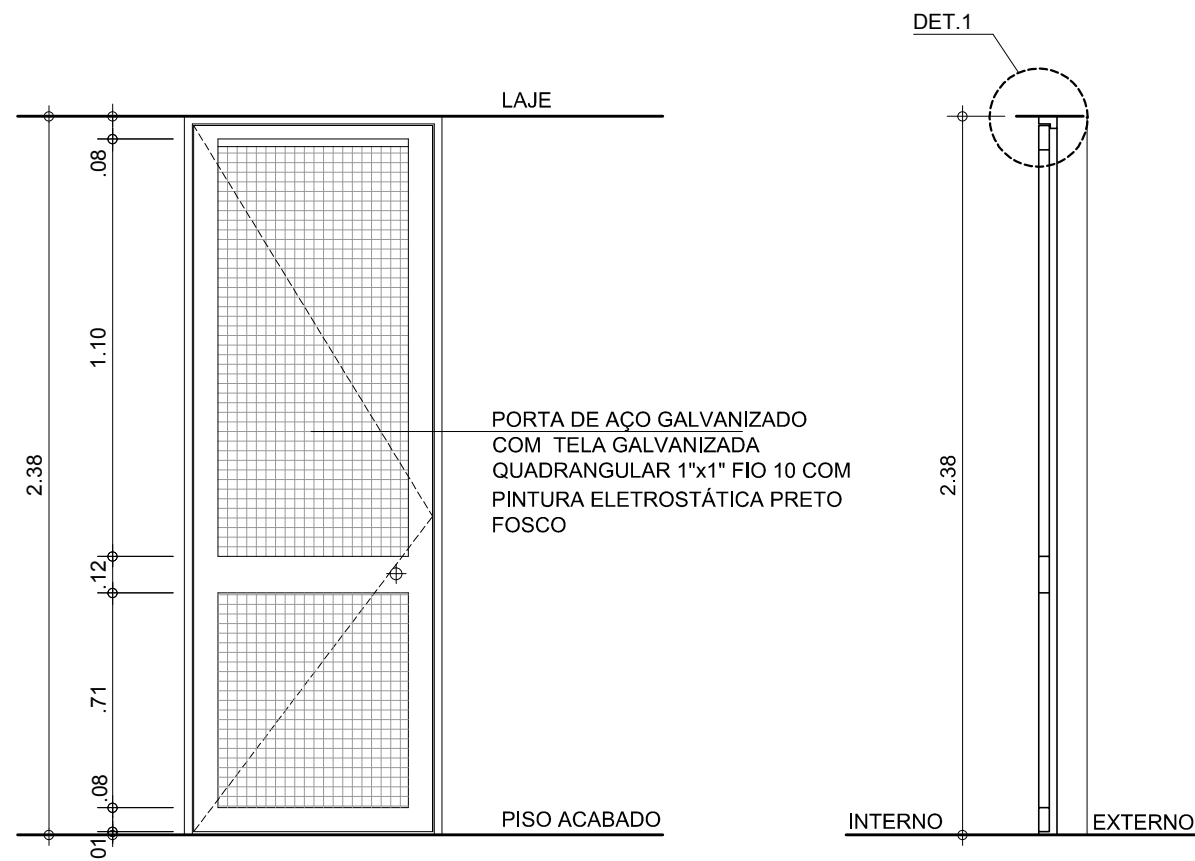 DET.1
LAJE
.08
1.10
2.38
PORTA DE AÇO GALVANIZADO
COM TELA GALVANIZADA
QUADRANGULAR 1"x1" FIO 10 COM
PINTURA ELETROSTÁTICA PRETO
FOSCO
2.38
.12
.71
.08
01
PISO ACABADO
INTERNO
EXTERNO